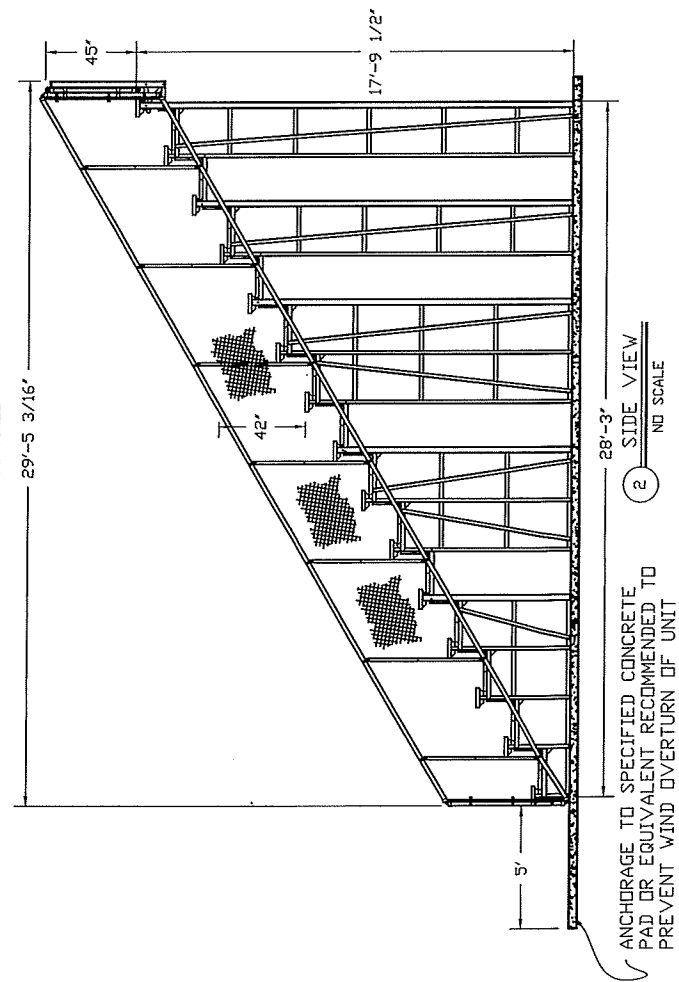 29'-5 3/16"
45"
17'-9 1/2"
42"
5'
28'-3"
2 SIDE VIEW
NO SCALE
ANCHORAGE TO SPECIFIED CONCRETE
PAD OR EQUIVALENT RECOMMENDED TO
PREVENT WIND OVERTURN OF UNIT